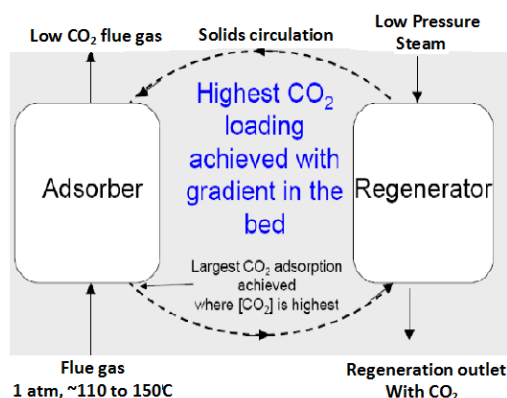 Low CO₂ flue gas
Solids circulation
Low Pressure
Steam
Highest CO₂
loading
achieved with
gradient in the
bed
Adsorber
Regenerator
Largest CO₂ adsorption
achieved
where [CO₂] is highest
Flue gas
1 atm, ~110 to 150℃
Regeneration outlet
With CO₂